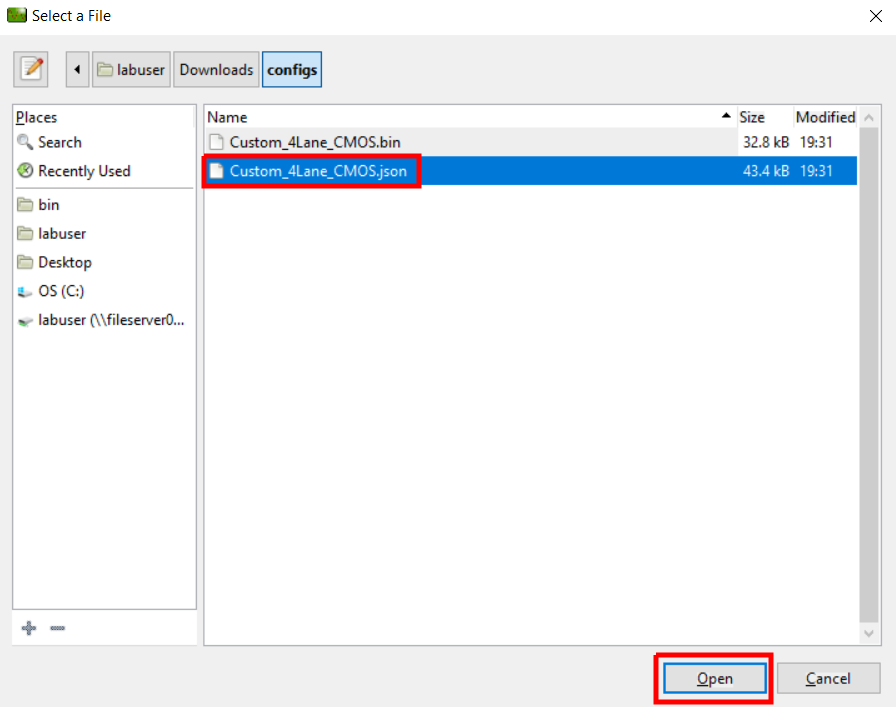 Select a File
labuser Downloads configs
Places
Search
Recently Used
bin
labuser
Desktop
OS (C:)
labuser (\\fileserver0...
Name Size Modified
Custom_4Lane_CMOS.bin 32.8 kB 19:31
Custom_4Lane_CMOS.json 43.4 kB 19:31
Open Cancel